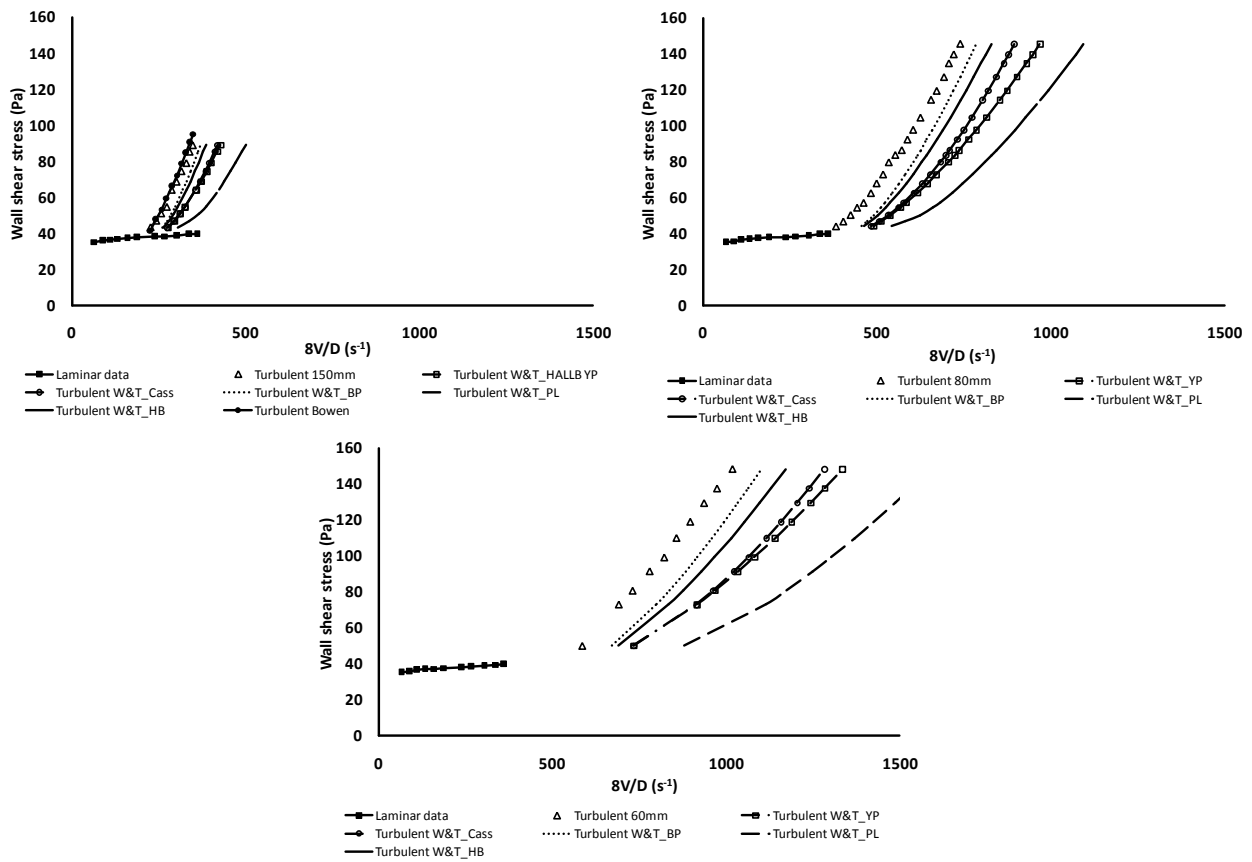 160
140
120
100
80
60
40
20
0
Wall shear stress (Pa)
0 500 1000 1500
8V/D (s⁻¹)
Laminar data Turbulent 150mm Turbulent W&T_HALLB YP
Turbulent W&T_Cass Turbulent W&T_BP Turbulent W&T_PL
Turbulent W&T_HB Turbulent Bowen
160
140
120
100
80
60
40
20
0
Wall shear stress (Pa)
0 500 1000 1500
8V/D (s⁻¹)
Laminar data Turbulent 80mm Turbulent W&T_YP
Turbulent W&T_Cass Turbulent W&T_BP Turbulent W&T_PL
Turbulent W&T_HB
160
140
120
100
80
60
40
20
0
Wall shear stress (Pa)
0 500 1000 1500
8V/D (s⁻¹)
Laminar data Turbulent 60mm Turbulent W&T_YP
Turbulent W&T_Cass Turbulent W&T_BP Turbulent W&T_PL
Turbulent W&T_HB